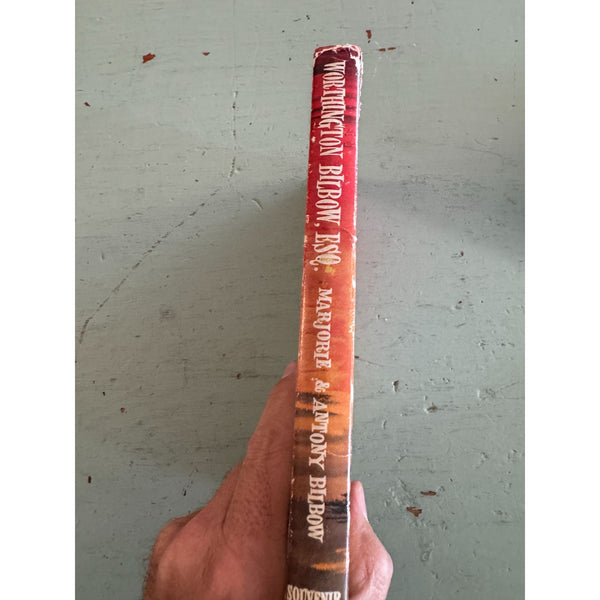 WORTHINGTON BILBOW, ESQ.
MARJORIE & ANTONY BILBOW
SOUVENIR